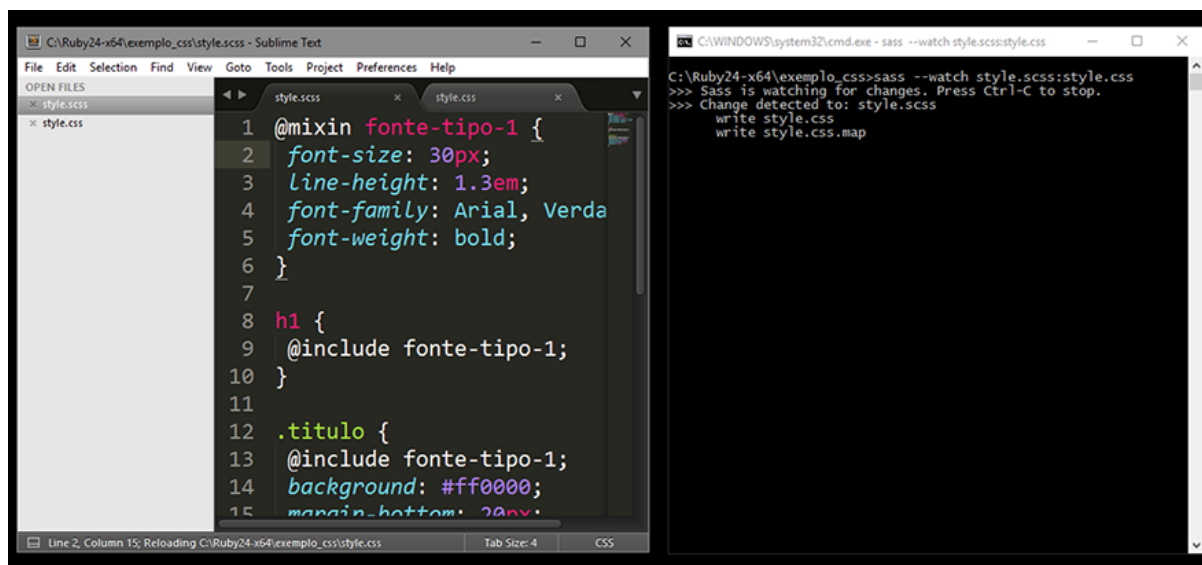 C:\Ruby24-x64\exemplo_css\style.scss - Sublime Text
File Edit Selection Find View Goto Tools Project Preferences Help
OPEN FILES
style.scss
style.css
style.scss
style.css
1 @mixin fonte-tipo-1 {
2 font-size: 30px;
3 line-height: 1.3em;
4 font-family: Arial, Verda
5 font-weight: bold;
6 }
7
8 h1 {
9 @include fonte-tipo-1;
10 }
11
12 .titulo {
13 @include fonte-tipo-1;
14 background: #ff0000;
15 margin-bottom: 20px;
Line 2, Column 15; Reloading C:\Ruby24-x64\exemplo_css\style.css
Tab Size: 4
CSS
C:\WINDOWS\system32\cmd.exe - sass --watch style.scss:style.css
C:\Ruby24-x64\exemplo_css>sass --watch style.scss:style.css
>>> Sass is watching for changes. Press Ctrl-C to stop.
>>> Change detected to: style.scss
write style.css
write style.css.map